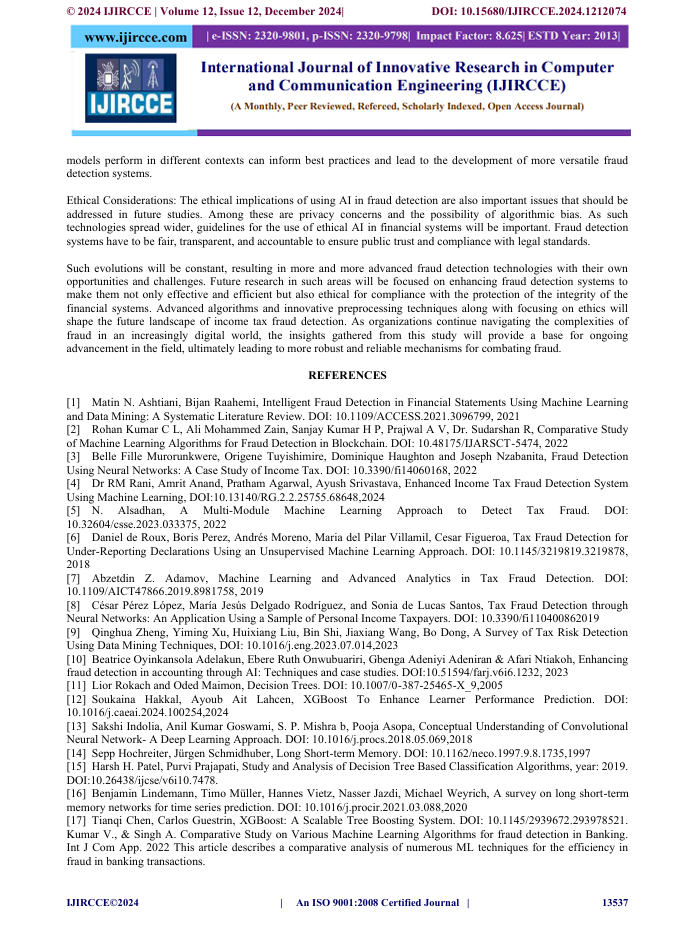 © 2024 IJIRCCE | Volume 12, Issue 12, December 2024| DOI: 10.15680/IJIRCCE.2024.1212074
www.ijircce.com | e-ISSN: 2320-9801, p-ISSN: 2320-9798| Impact Factor: 8.625| ESTD Year: 2013|
International Journal of Innovative Research in Computer
and Communication Engineering (IJIRCCE)
(A Monthly, Peer Reviewed, Refereed, Scholarly Indexed, Open Access Journal)
IJIRCCE
models perform in different contexts can inform best practices and lead to the development of more versatile fraud
detection systems.
Ethical Considerations: The ethical implications of using AI in fraud detection are also important issues that should be
addressed in future studies. Among these are privacy concerns and the possibility of algorithmic bias. As such
technologies spread wider, guidelines for the use of ethical AI in financial systems will be important. Fraud detection
systems have to be fair, transparent, and accountable to ensure public trust and compliance with legal standards.
Such evolutions will be constant, resulting in more and more advanced fraud detection technologies with their own
opportunities and challenges. Future research in such areas will be focused on enhancing fraud detection systems to
make them not only effective and efficient but also ethical for compliance with the protection of the integrity of the
financial systems. Advanced algorithms and innovative preprocessing techniques along with focusing on ethics will
shape the future landscape of income tax fraud detection. As organizations continue navigating the complexities of
fraud in an increasingly digital world, the insights gathered from this study will provide a base for ongoing
advancement in the field, ultimately leading to more robust and reliable mechanisms for combating fraud.
REFERENCES
[1] Matin N. Ashtiani, Bijan Raahemi, Intelligent Fraud Detection in Financial Statements Using Machine Learning
and Data Mining: A Systematic Literature Review. DOI: 10.1109/ACCESS.2021.3096799, 2021
[2] Rohan Kumar C L, Ali Mohammed Zain, Sanjay Kumar H P, Prajwal A V, Dr. Sudarshan R, Comparative Study
of Machine Learning Algorithms for Fraud Detection in Blockchain. DOI: 10.48175/IJARSCT-5474, 2022
[3] Belle Fille Murorunkwere, Origene Tuyishimire, Dominique Haughton and Joseph Nzabanita, Fraud Detection
Using Neural Networks: A Case Study of Income Tax. DOI: 10.3390/fi14060168, 2022
[4] Dr RM Rani, Amrit Anand, Pratham Agarwal, Ayush Srivastava, Enhanced Income Tax Fraud Detection System
Using Machine Learning, DOI:10.13140/RG.2.2.25755.68648,2024
[5] N. Alsadhan, A Multi-Module Machine Learning Approach to Detect Tax Fraud. DOI:
10.32604/csse.2023.033375, 2022
[6] Daniel de Roux, Boris Perez, Andrés Moreno, Maria del Pilar Villamil, Cesar Figueroa, Tax Fraud Detection for
Under-Reporting Declarations Using an Unsupervised Machine Learning Approach. DOI: 10.1145/3219819.3219878,
2018
[7] Abzetdin Z. Adamov, Machine Learning and Advanced Analytics in Tax Fraud Detection. DOI:
10.1109/AICT47866.2019.8981758, 2019
[8] César Pérez López, María Jesús Delgado Rodríguez, and Sonia de Lucas Santos, Tax Fraud Detection through
Neural Networks: An Application Using a Sample of Personal Income Taxpayers. DOI: 10.3390/fi110400862019
[9] Qinghua Zheng, Yiming Xu, Huixiang Liu, Bin Shi, Jiaxiang Wang, Bo Dong, A Survey of Tax Risk Detection
Using Data Mining Techniques, DOI: 10.1016/j.eng.2023.07.014,2023
[10] Beatrice Oyinkansola Adelakun, Ebere Ruth Onwubuariri, Gbenga Adeniyi Adeniran & Afari Ntiakoh, Enhancing
fraud detection in accounting through AI: Techniques and case studies. DOI:10.51594/farj.v6i6.1232, 2023
[11] Lior Rokach and Oded Maimon, Decision Trees. DOI: 10.1007/0-387-25465-X_9,2005
[12] Soukaina Hakkal, Ayoub Ait Lahcen, XGBoost To Enhance Learner Performance Prediction. DOI:
10.1016/j.caeai.2024.100254,2024
[13] Sakshi Indolia, Anil Kumar Goswami, S. P. Mishra b, Pooja Asopa, Conceptual Understanding of Convolutional
Neural Network- A Deep Learning Approach. DOI: 10.1016/j.procs.2018.05.069,2018
[14] Sepp Hochreiter, Jürgen Schmidhuber, Long Short-term Memory. DOI: 10.1162/neco.1997.9.8.1735,1997
[15] Harsh H. Patel, Purvi Prajapati, Study and Analysis of Decision Tree Based Classification Algorithms, year: 2019.
DOI:10.26438/ijcse/v6i10.7478.
[16] Benjamin Lindemann, Timo Müller, Hannes Vietz, Nasser Jazdi, Michael Weyrich, A survey on long short-term
memory networks for time series prediction. DOI: 10.1016/j.procir.2021.03.088,2020
[17] Tianqi Chen, Carlos Guestrin, XGBoost: A Scalable Tree Boosting System. DOI: 10.1145/2939672.293978521.
Kumar V., & Singh A. Comparative Study on Various Machine Learning Algorithms for fraud detection in Banking.
Int J Com App. 2022 This article describes a comparative analysis of numerous ML techniques for the efficiency in
fraud in banking transactions.
IJIRCCE©2024 | An ISO 9001:2008 Certified Journal | 13537